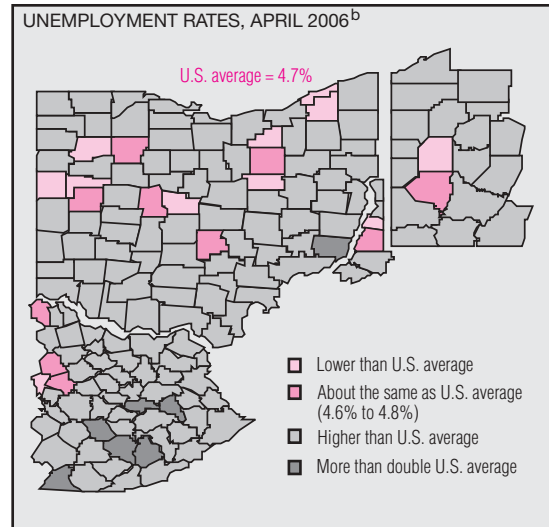 UNEMPLOYMENT RATES, APRIL 2006b
U.S. average = 4.7%
Lower than U.S. average
About the same as U.S. average
(4.6% to 4.8%)
Higher than U.S. average
More than double U.S. average